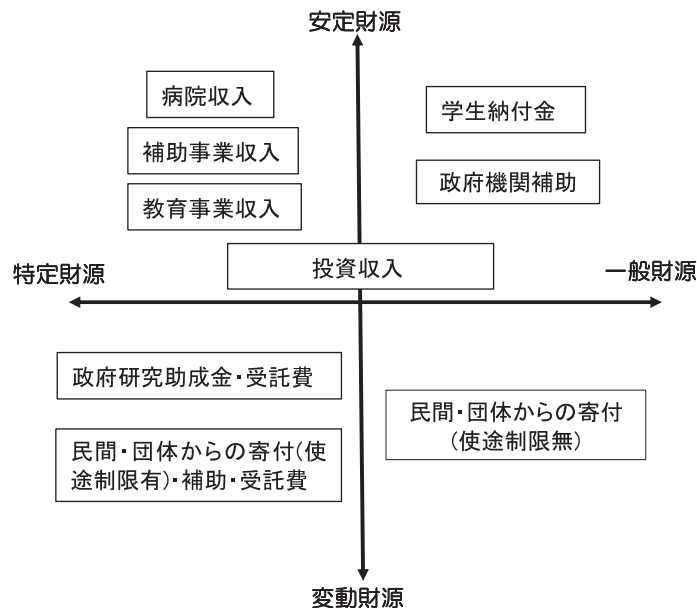 安定財源
病院収入
学生納付金
補助事業収入
政府機関補助
教育事業収入
投資収入
特定財源
一般財源
政府研究助成金・受託費
民間・団体からの寄付
(使途制限無)
民間・団体からの寄付(使
途制限有)・補助・受託費
変動財源